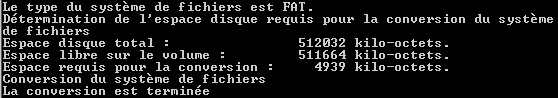 Le type du système de fichiers est FAT.
Détermination de l'espace disque requis pour la conversion du système
de fichiers
Espace disque total :                512032 kilo-octets.
Espace libre sur le volume :         511664 kilo-octets.
Espace requis pour la conversion :     4939 kilo-octets.
Conversion du système de fichiers
La conversion est terminée